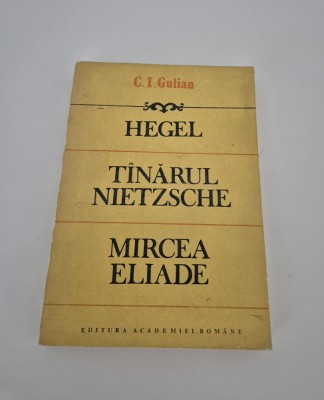 C. I. Gulian
HEGEL
TÎNĂRUL
NIETZSCHE
MIRCEA
ELIADE
EDITURA ACADEMIEI ROMÂNE